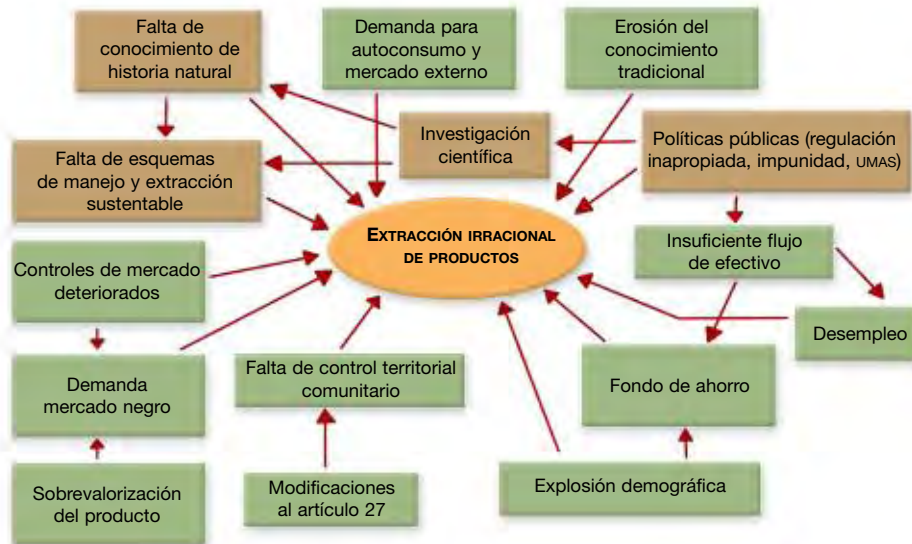 Falta de
conocimiento de
historia natural
Demanda para
autoconsumo y
mercado externo
Erosión del
conocimiento
tradicional
Investigación
científica
Políticas públicas (regulación
inapropiada, impunidad, UMAS)
Falta de esquemas
de manejo y extracción
sustentable
EXTRACCIÓN IRRACIONAL
DE PRODUCTOS
Insuficiente flujo
de efectivo
Controles de mercado
deteriorados
Desempleo
Demanda
mercado negro
Falta de control territorial
comunitario
Fondo de ahorro
Sobrevalorización
del producto
Modificaciones
al artículo 27
Explosión demográfica